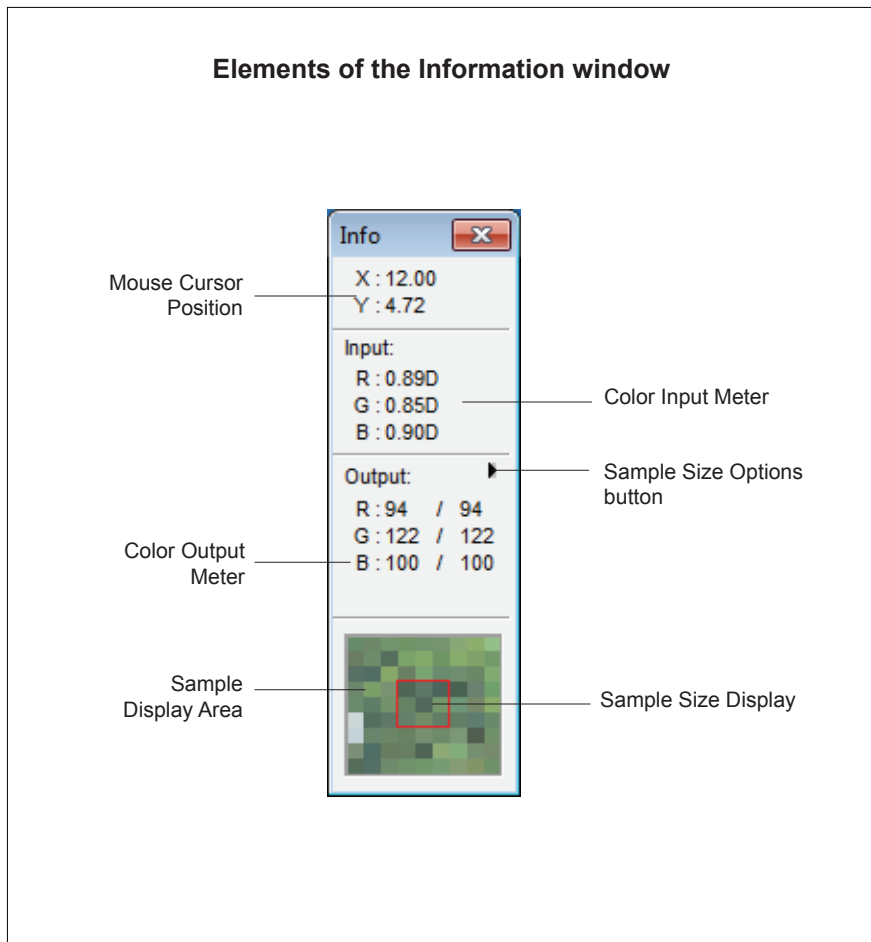 Elements of the Information window
Info
Mouse Cursor
Position
X : 12.00
Y : 4.72
Input:
R : 0.89D
G : 0.85D
B : 0.90D
Color Input Meter
Sample Size Options
button
Output:
R : 94 / 94
G : 122 / 122
B : 100 / 100
Color Output
Meter
Sample
Display Area
Sample Size Display